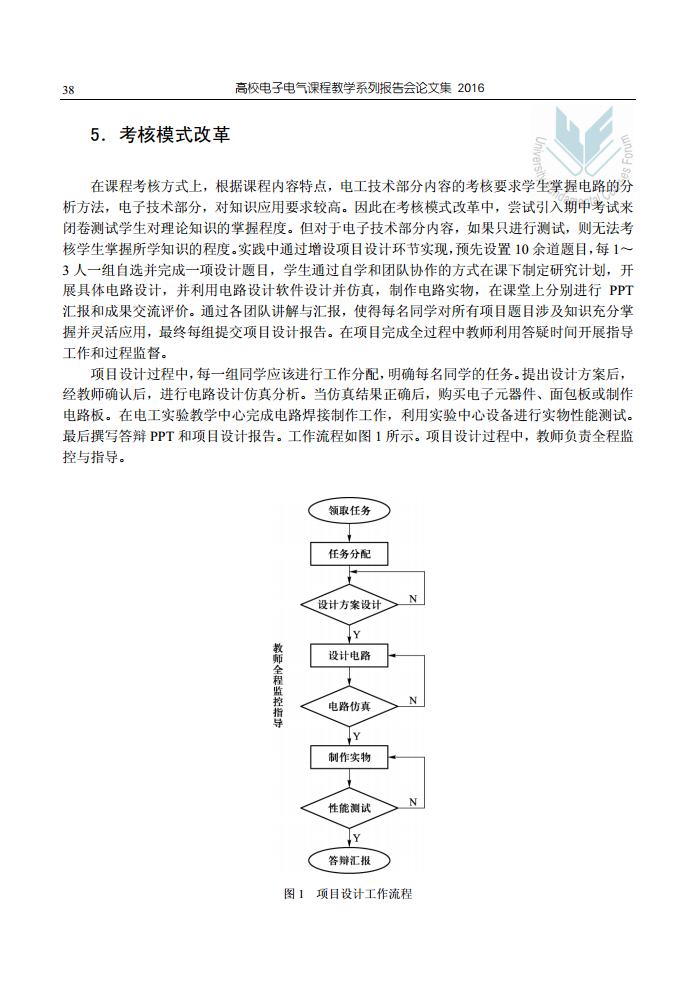 38
高校电子电气课程教学系列报告会论文集 2016
5．考核模式改革
在课程考核方式上，根据课程内容特点，电工技术部分内容的考核要求学生掌握电路的分
析方法，电子技术部分，对知识应用要求较高。因此在考核模式改革中，尝试引入期中考试来
闭卷测试学生对理论知识的掌握程度。但对于电子技术部分内容，如果只进行测试，则无法考
核学生掌握所学知识的程度。实践中通过增设项目设计环节实现，预先设置 10 余道题目，每 1～
3 人一组自选并完成一项设计题目，学生通过自学和团队协作的方式在课下制定研究计划，开
展具体电路设计，并利用电路设计软件设计并仿真，制作电路实物，在课堂上分别进行 PPT
汇报和成果交流评价。通过各团队讲解与汇报，使得每名同学对所有项目题目涉及知识充分掌
握并灵活应用，最终每组提交项目设计报告。在项目完成全过程中教师利用答疑时间开展指导
工作和过程监督。
项目设计过程中，每一组同学应该进行工作分配，明确每名同学的任务。提出设计方案后，
经教师确认后，进行电路设计仿真分析。当仿真结果正确后，购买电子元器件、面包板或制作
电路板。在电工实验教学中心完成电路焊接制作工作，利用实验中心设备进行实物性能测试。
最后撰写答辩 PPT 和项目设计报告。工作流程如图 1 所示。项目设计过程中，教师负责全程监
控与指导。
领取任务
任务分配
设计方案设计
N
Y
设计电路
教师全程监控指导
电路仿真
N
Y
制作实物
性能测试
N
Y
答辩汇报
图 1 项目设计工作流程